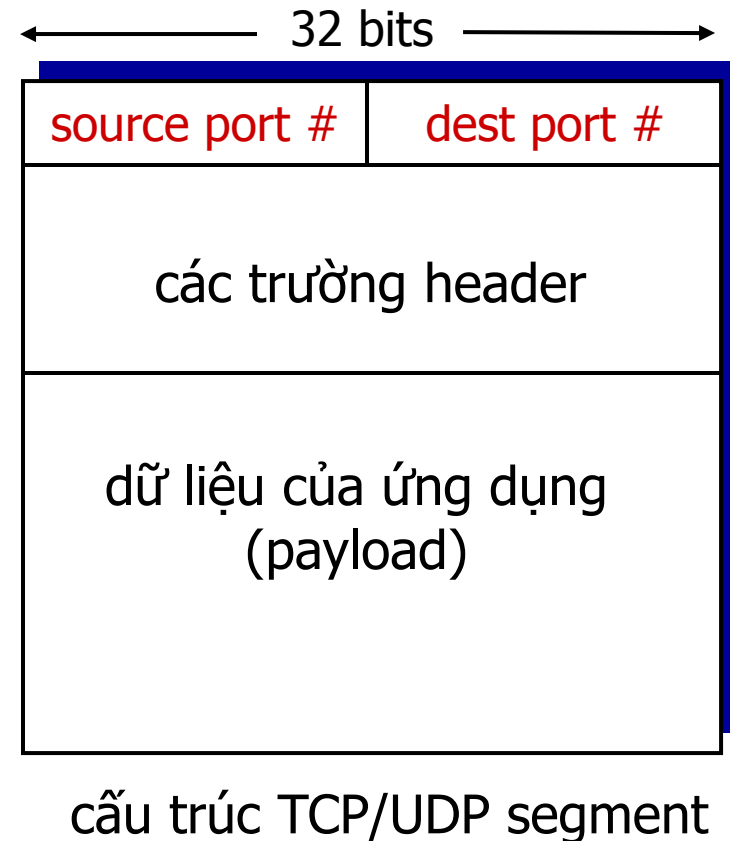 32 bits
source port #
dest port #
các trường header
dữ liệu của ứng dụng
(payload)
cấu trúc TCP/UDP segment